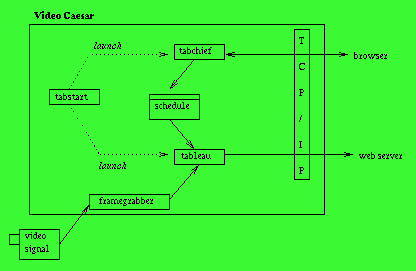 Video Caesar
launch
tabchief
T
C
P
/
I
P
browser
tabstart
schedule
launch
tableau
web server
framegrabber
video
signal